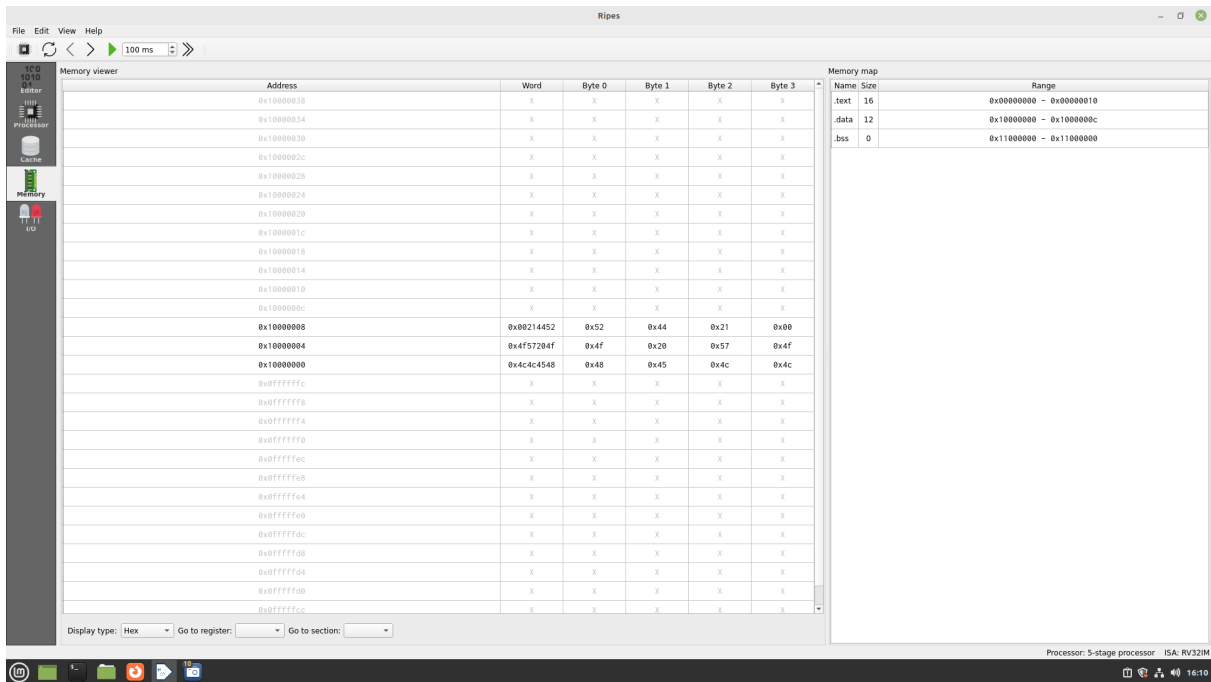 Ripes
File Edit View Help
100 ms
Editor
Processor
Cache
Memory
I/O
Memory viewer
Address Word Byte 0 Byte 1 Byte 2 Byte 3
0x10000038 X X X X X
0x10000034 X X X X X
0x10000030 X X X X X
0x1000002c X X X X X
0x10000028 X X X X X
0x10000024 X X X X X
0x10000020 X X X X X
0x1000001c X X X X X
0x10000018 X X X X X
0x10000014 X X X X X
0x10000010 X X X X X
0x1000000c X X X X X
0x10000008 0x00214452 0x52 0x44 0x21 0x00
0x10000004 0x4f57204f 0x4f 0x20 0x57 0x4f
0x10000000 0x4c4c4548 0x48 0x45 0x4c 0x4c
0x0ffffffc X X X X X
0x0ffffff8 X X X X X
0x0ffffff4 X X X X X
0x0ffffff0 X X X X X
0x0fffffec X X X X X
0x0fffffe8 X X X X X
0x0fffffe4 X X X X X
0x0fffffe0 X X X X X
0x0fffffdc X X X X X
0x0fffffd8 X X X X X
0x0fffffd4 X X X X X
0x0fffffd0 X X X X X
0x0fffffcc X X X X X
Display type: Hex Go to register: Go to section:
Memory map
Name Size Range
.text 16 0x00000000 - 0x00000010
.data 12 0x10000000 - 0x1000000c
.bss 0 0x11000000 - 0x11000000
Processor: 5-stage processor ISA: RV32IM
10
16:10